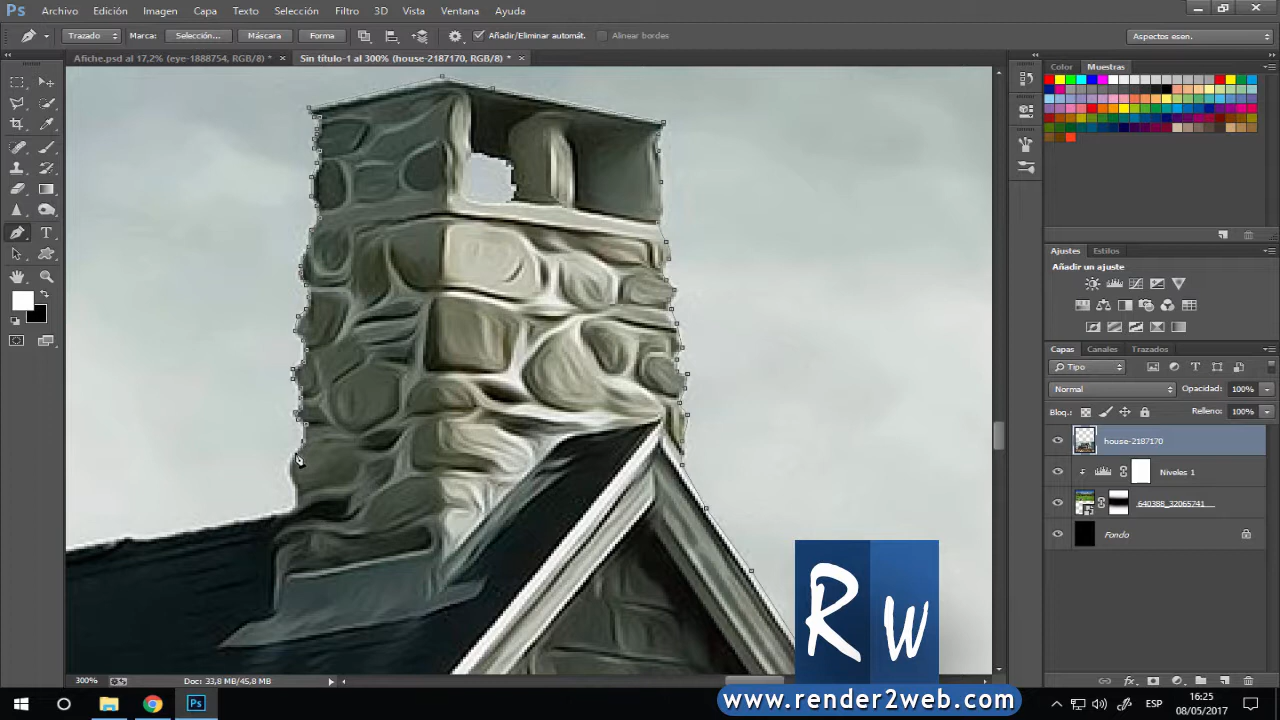 Ps Archivo Edición Imagen Capa Texto Selección Filtro 3D Vista Ventana Ayuda
Trazado Marca: Selección... Máscara Forma Añadir/Eliminar automát. Alinear bordes Aspectos esen.
Afiche.psd al 17,2% (eye-1888754, RGB/8) * × Sin título-1 al 300% (house-2187170, RGB/8) * ×
Color Muestras
Ajustes Estilos
Añadir un ajuste
Capas Canales Trazados
Tipo
Normal Opacidad: 100%
Bloq.: Relleno: 100%
house-2187170
Niveles 1
640388_32065741
Fondo
RW
300% Doc: 33,8 MB/45,8 MB
www.render2web.com
Ps ESP 16:25
08/05/2017